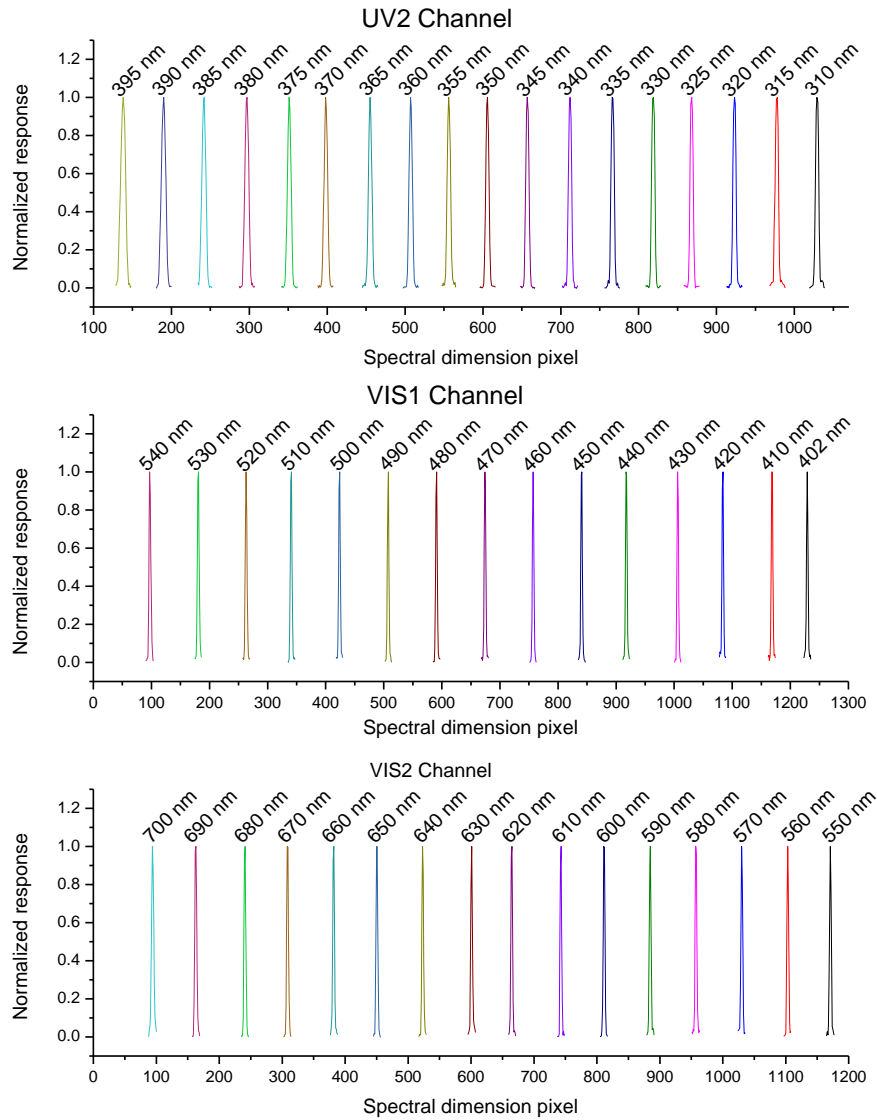 UV2 Channel
395 nm 390 nm 385 nm 380 nm 375 nm 370 nm 365 nm 360 nm 355 nm 350 nm 345 nm 340 nm 335 nm 330 nm 325 nm 320 nm 315 nm 310 nm
Normalized response
1.2
1.0
0.8
0.6
0.4
0.2
0.0
100 200 300 400 500 600 700 800 900 1000
Spectral dimension pixel
VIS1 Channel
540 nm 530 nm 520 nm 510 nm 500 nm 490 nm 480 nm 470 nm 460 nm 450 nm 440 nm 430 nm 420 nm 410 nm 402 nm
Normalized response
1.2
1.0
0.8
0.6
0.4
0.2
0.0
0 100 200 300 400 500 600 700 800 900 1000 1100 1200 1300
Spectral dimension pixel
VIS2 Channel
700 nm 690 nm 680 nm 670 nm 660 nm 650 nm 640 nm 630 nm 620 nm 610 nm 600 nm 590 nm 580 nm 570 nm 560 nm 550 nm
Normalized response
1.2
1.0
0.8
0.6
0.4
0.2
0.0
0 100 200 300 400 500 600 700 800 900 1000 1100 1200
Spectral dimension pixel